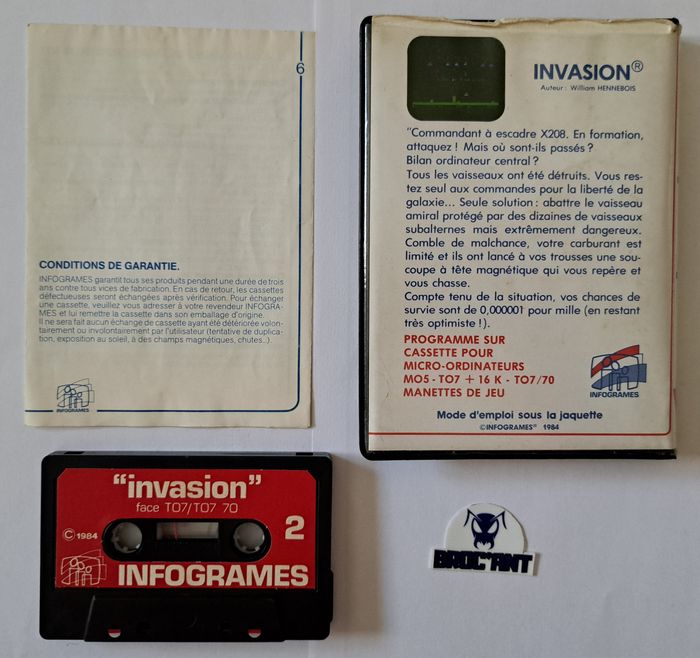 6
CONDITIONS DE GARANTIE.
INFOGRAMES garantit tous ses produits pendant une durée de trois
ans contre tous vices de fabrication. En cas de retour, les cassettes
défectueuses seront échangées après vérification. Pour échanger
une cassette, veuillez vous adresser à votre revendeur INFOGRA-
MES et lui remettre la cassette dans son emballage d'origine.
Il ne sera fait aucun échange de cassette ayant été détériorée volon-
tairement ou involontairement par l'utilisateur (tentative de duplica-
tion, exposition au soleil, à des champs magnétiques, chutes..).
INFOGRAMES
INVASION®
Auteur : William HENNEBOIS
"Commandant à escadre X208. En formation,
attaquez ! Mais où sont-ils passés ?
Bilan ordinateur central ?
Tous les vaisseaux ont été détruits. Vous res-
tez seul aux commandes pour la liberté de la
galaxie... Seule solution : abattre le vaisseau
amiral protégé par des dizaines de vaisseaux
subalternes mais extrêmement dangereux.
Comble de malchance, votre carburant est
limité et ils ont lancé à vos trousses une sou-
coupe à tête magnétique qui vous repère et
vous chasse.
Compte tenu de la situation, vos chances de
survie sont de 0,000001 pour mille (en restant
très optimiste !).
PROGRAMME SUR
CASSETTE POUR
MICRO-ORDINATEURS
MO5 - TO7 + 16 K - TO7/70
MANETTES DE JEU
INFOGRAMES
Mode d'emploi sous la jaquette
©INFOGRAMES® 1984
"invasion"
face TO7/TO7 70
© 1984
2
INFOGRAMES
BROC'ANT